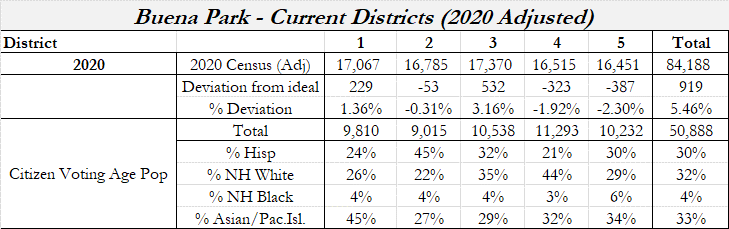 Buena Park - Current Districts (2020 Adjusted)
District 1 2 3 4 5 Total
2020 2020 Census (Adj) 17,067 16,785 17,370 16,515 16,451 84,188
Deviation from ideal 229 -53 532 -323 -387 919
% Deviation 1.36% -0.31% 3.16% -1.92% -2.30% 5.46%
Citizen Voting Age Pop Total 9,810 9,015 10,538 11,293 10,232 50,888
% Hisp 24% 45% 32% 21% 30% 30%
% NH White 26% 22% 35% 44% 29% 32%
% NH Black 4% 4% 4% 3% 6% 4%
% Asian/Pac.Isl. 45% 27% 29% 32% 34% 33%